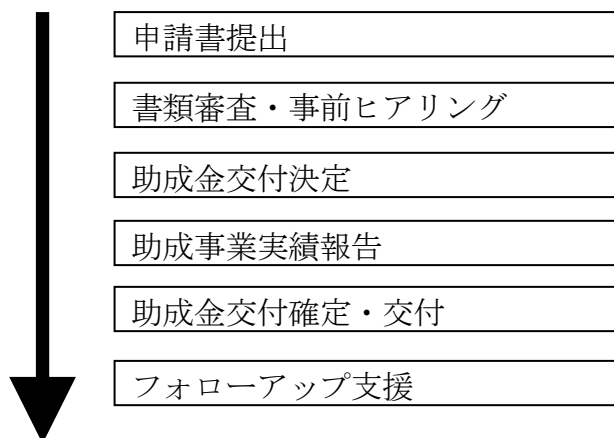 申請書提出
書類審査・事前ヒアリング
助成金交付決定
助成事業実績報告
助成金交付確定・交付
フォローアップ支援